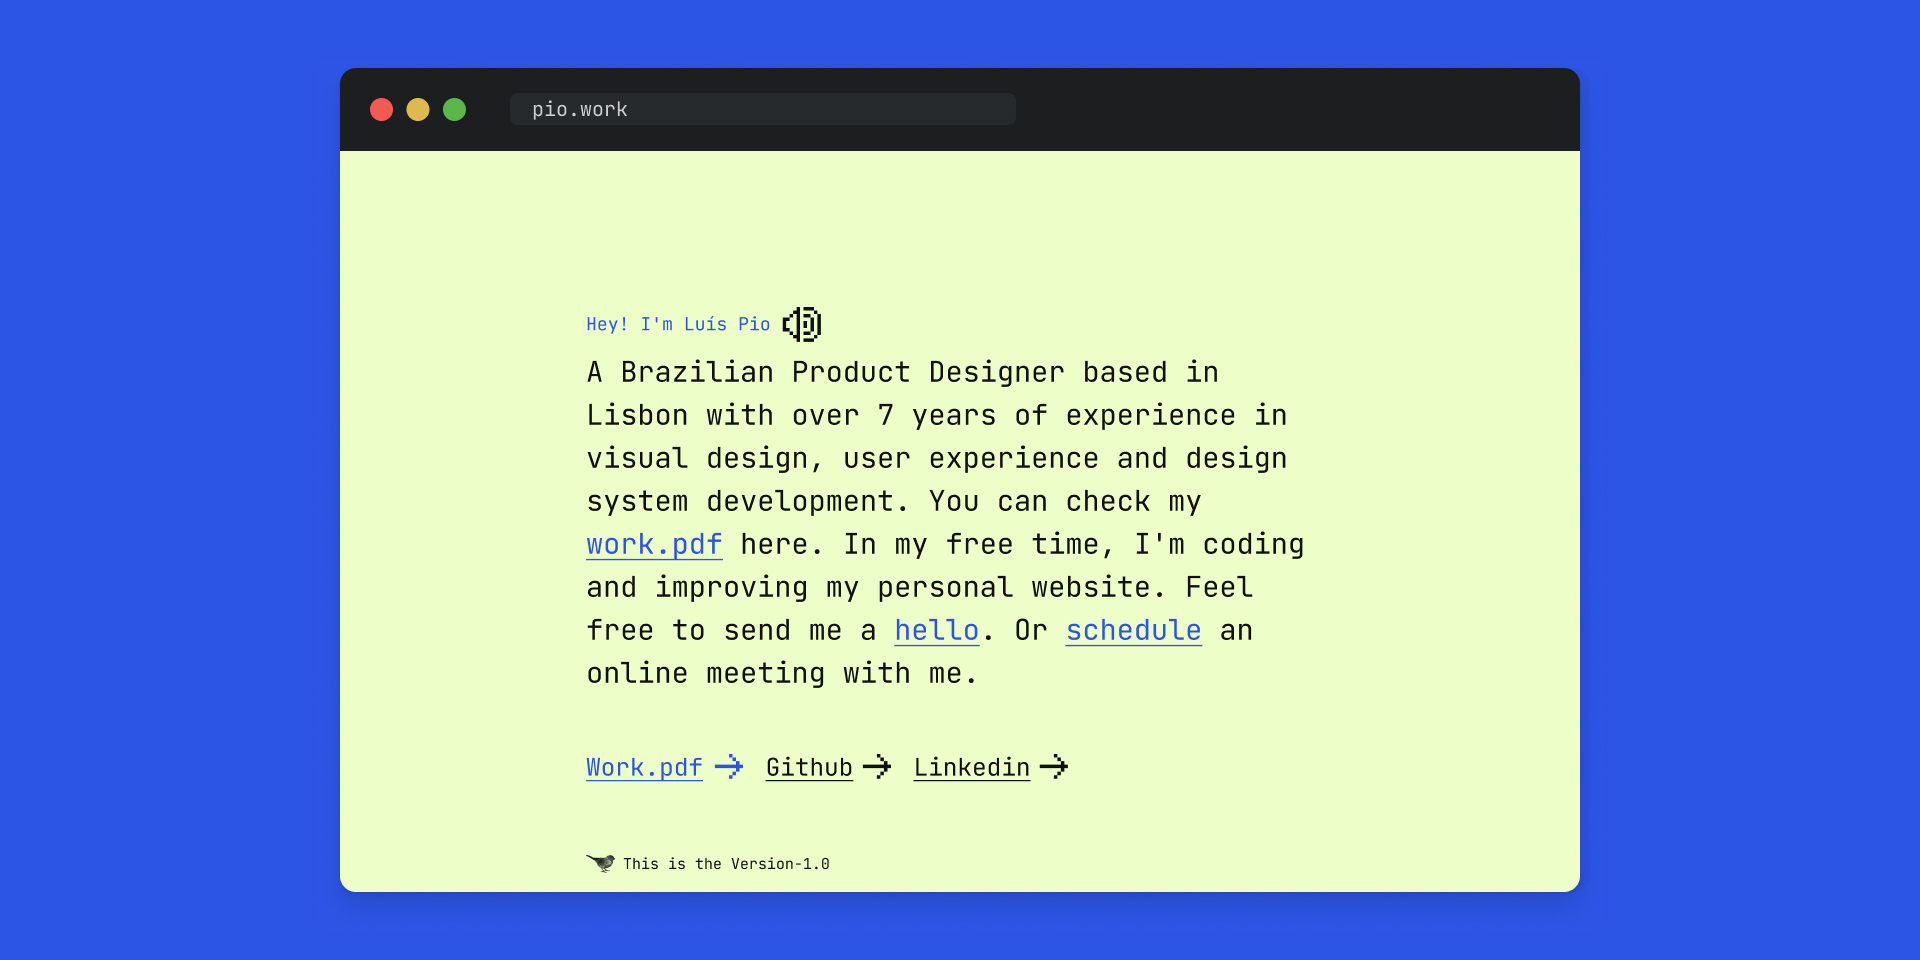 pio.work
Hey! I'm Luís Pio
A Brazilian Product Designer based in
Lisbon with over 7 years of experience in
visual design, user experience and design
system development. You can check my
work.pdf here. In my free time, I'm coding
and improving my personal website. Feel
free to send me a hello. Or schedule an
online meeting with me.
Work.pdf Github Linkedin
This is the Version-1.0